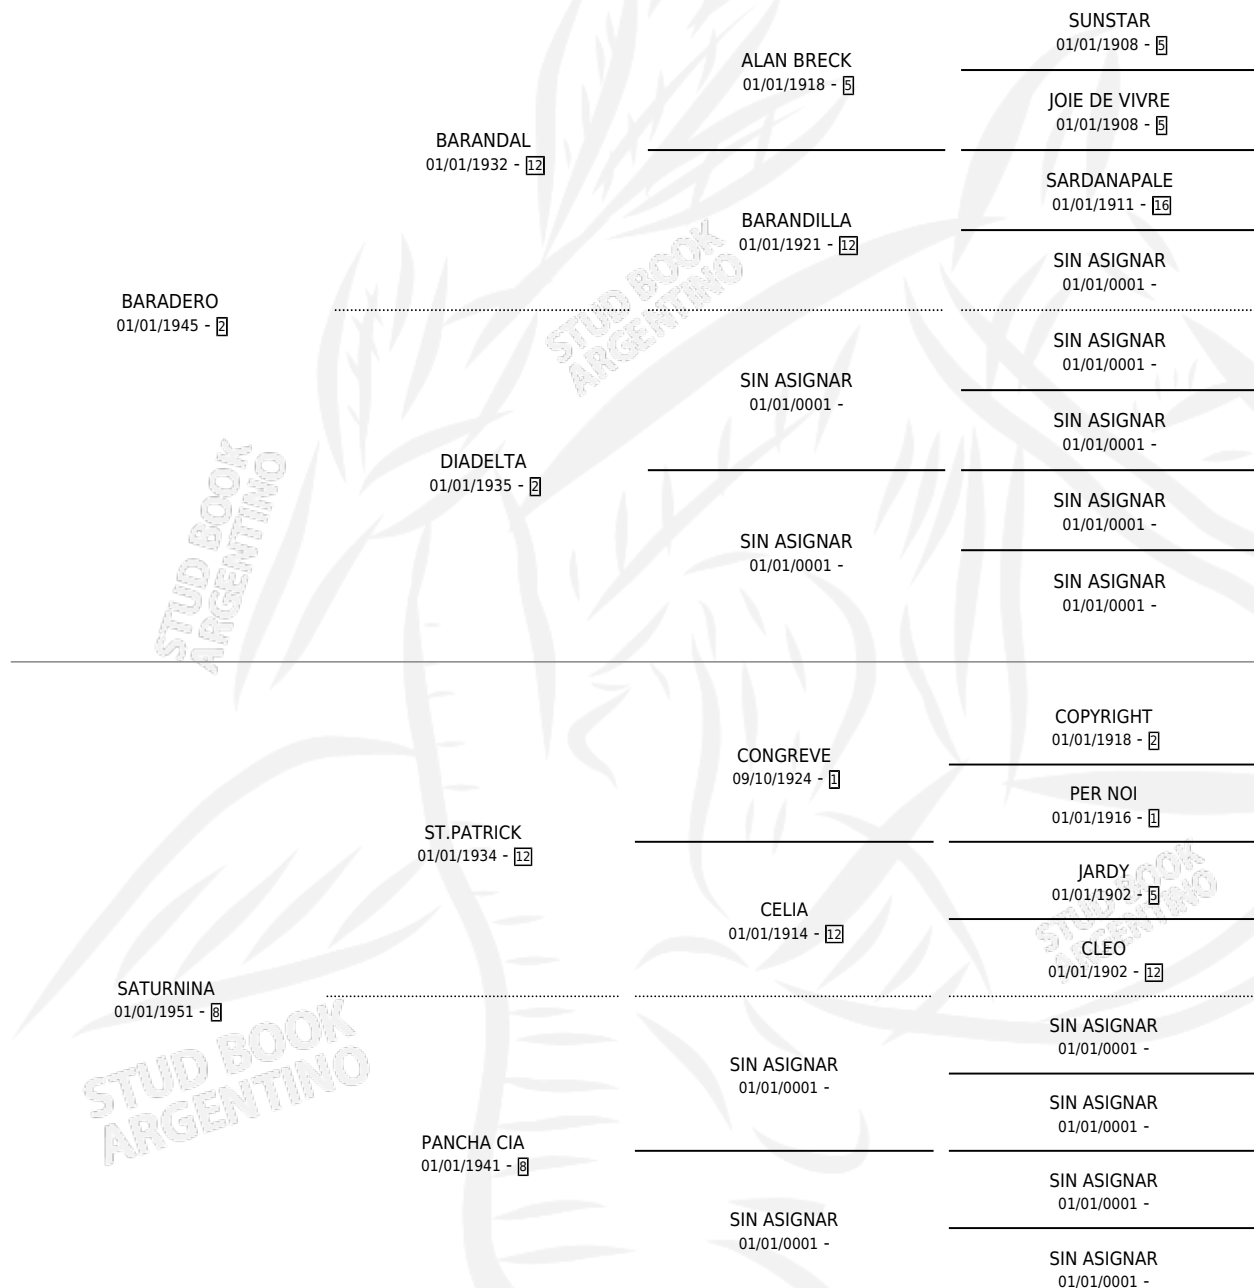 SUNSTAR
01/01/1908 - 5
ALAN BRECK
01/01/1918 - 5
JOIE DE VIVRE
01/01/1908 - 5
BARANDAL
01/01/1932 - 12
SARDANAPALE
01/01/1911 - 16
BARANDILLA
01/01/1921 - 12
SIN ASIGNAR
01/01/0001 -
BARADERO
01/01/1945 - 2
SIN ASIGNAR
01/01/0001 -
SIN ASIGNAR
01/01/0001 -
SIN ASIGNAR
01/01/0001 -
DIADELTA
01/01/1935 - 2
SIN ASIGNAR
01/01/0001 -
SIN ASIGNAR
01/01/0001 -
SIN ASIGNAR
01/01/0001 -
STUD BOOK
ARGENTINO
STUD BOOK
ARGENTINO
COPYRIGHT
01/01/1918 - 2
CONGREVE
09/10/1924 - 1
PER NOI
01/01/1916 - 1
ST.PATRICK
01/01/1934 - 12
JARDY
01/01/1902 - 5
CELIA
01/01/1914 - 12
CLEO
01/01/1902 - 12
STUD BOOK
ARGENTINO
SATURNINA
01/01/1951 - 8
SIN ASIGNAR
01/01/0001 -
SIN ASIGNAR
01/01/0001 -
SIN ASIGNAR
01/01/0001 -
STUD BOOK
ARGENTINO
PANCHA CIA
01/01/1941 - 8
SIN ASIGNAR
01/01/0001 -
SIN ASIGNAR
01/01/0001 -
SIN ASIGNAR
01/01/0001 -